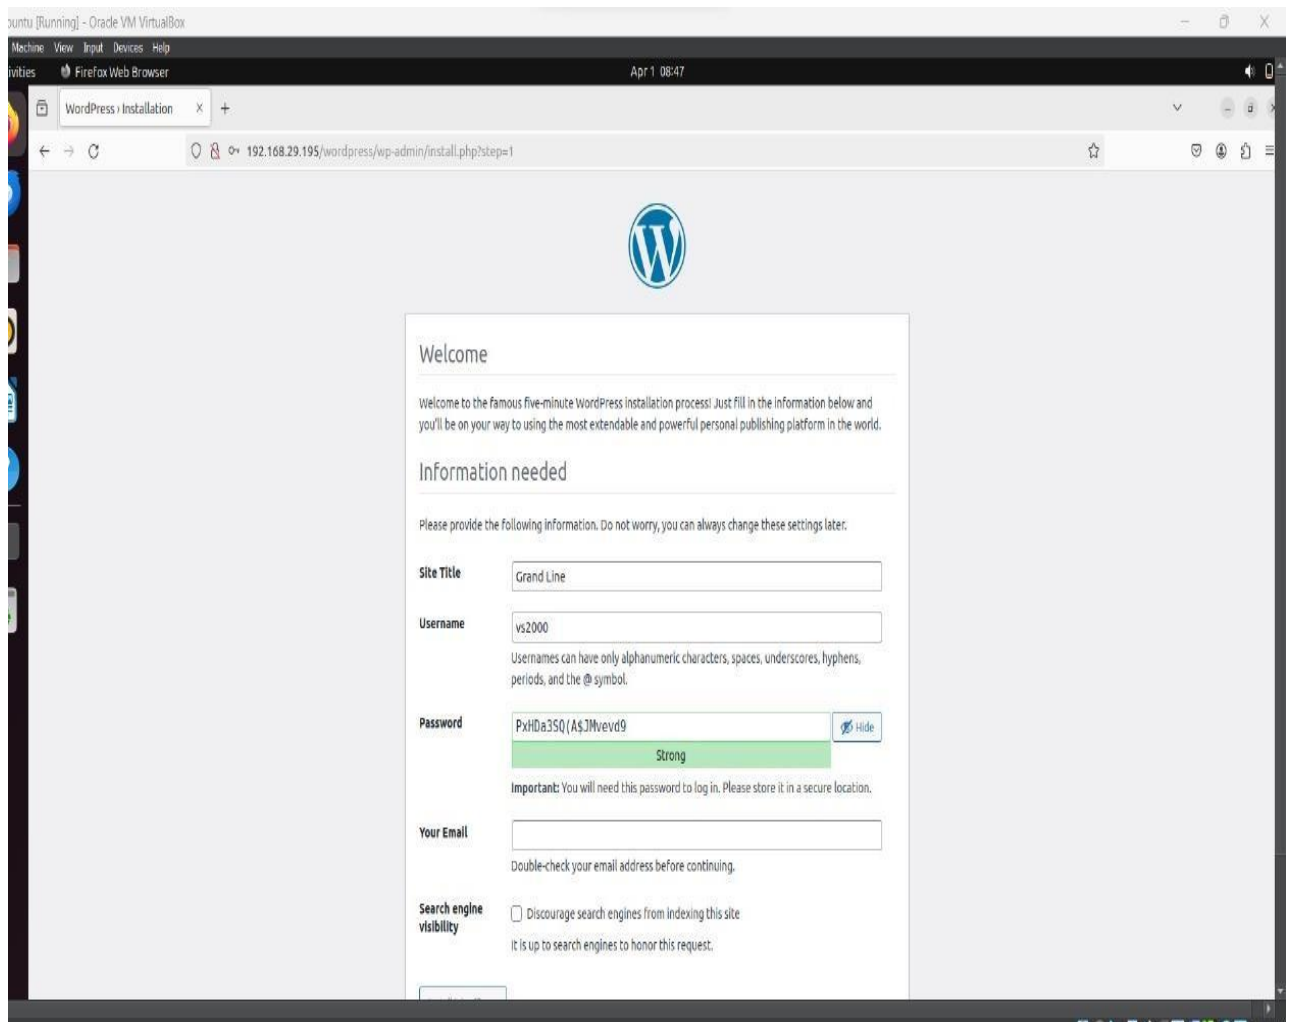 ountu [Running] - Oracle VM VirtualBox
Machine View Input Devices Help
ivities Firefox Web Browser Apr 1 08:47
WordPress › Installation
192.168.29.195/wordpress/wp-admin/install.php?step=1
Welcome
Welcome to the famous five-minute WordPress installation process! Just fill in the information below and
you'll be on your way to using the most extendable and powerful personal publishing platform in the world.
Information needed
Please provide the following information. Do not worry, you can always change these settings later.
Site Title Grand Line
Username vs2000
Usernames can have only alphanumeric characters, spaces, underscores, hyphens,
periods, and the @ symbol.
Password PxHDa3SQ(A$JMvevd9 Hide
Strong
Important: You will need this password to log in. Please store it in a secure location.
Your Email
Double-check your email address before continuing.
Search engine Discourage search engines from indexing this site
visibility
It is up to search engines to honor this request.